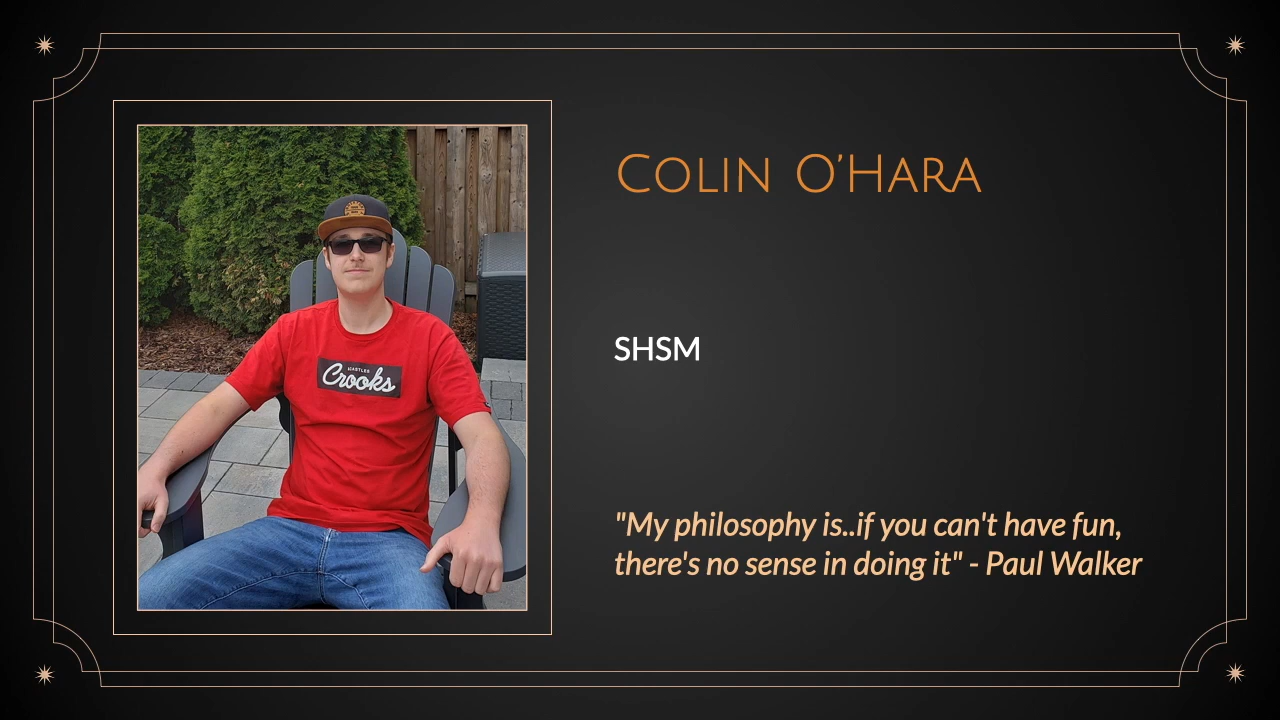 COLIN O'HARA
SHSM
"My philosophy is..if you can't have fun,
there's no sense in doing it" - Paul Walker
CASTLES
Crooks